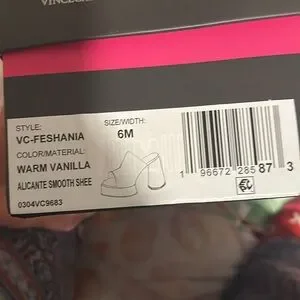 STYLE: SIZE/WIDTH:
VC-FESHANIA 6M
COLOR/MATERIAL:
WARM VANILLA
ALICANTE SMOOTH SHEE
0304VC9683
1 96672 28587 3